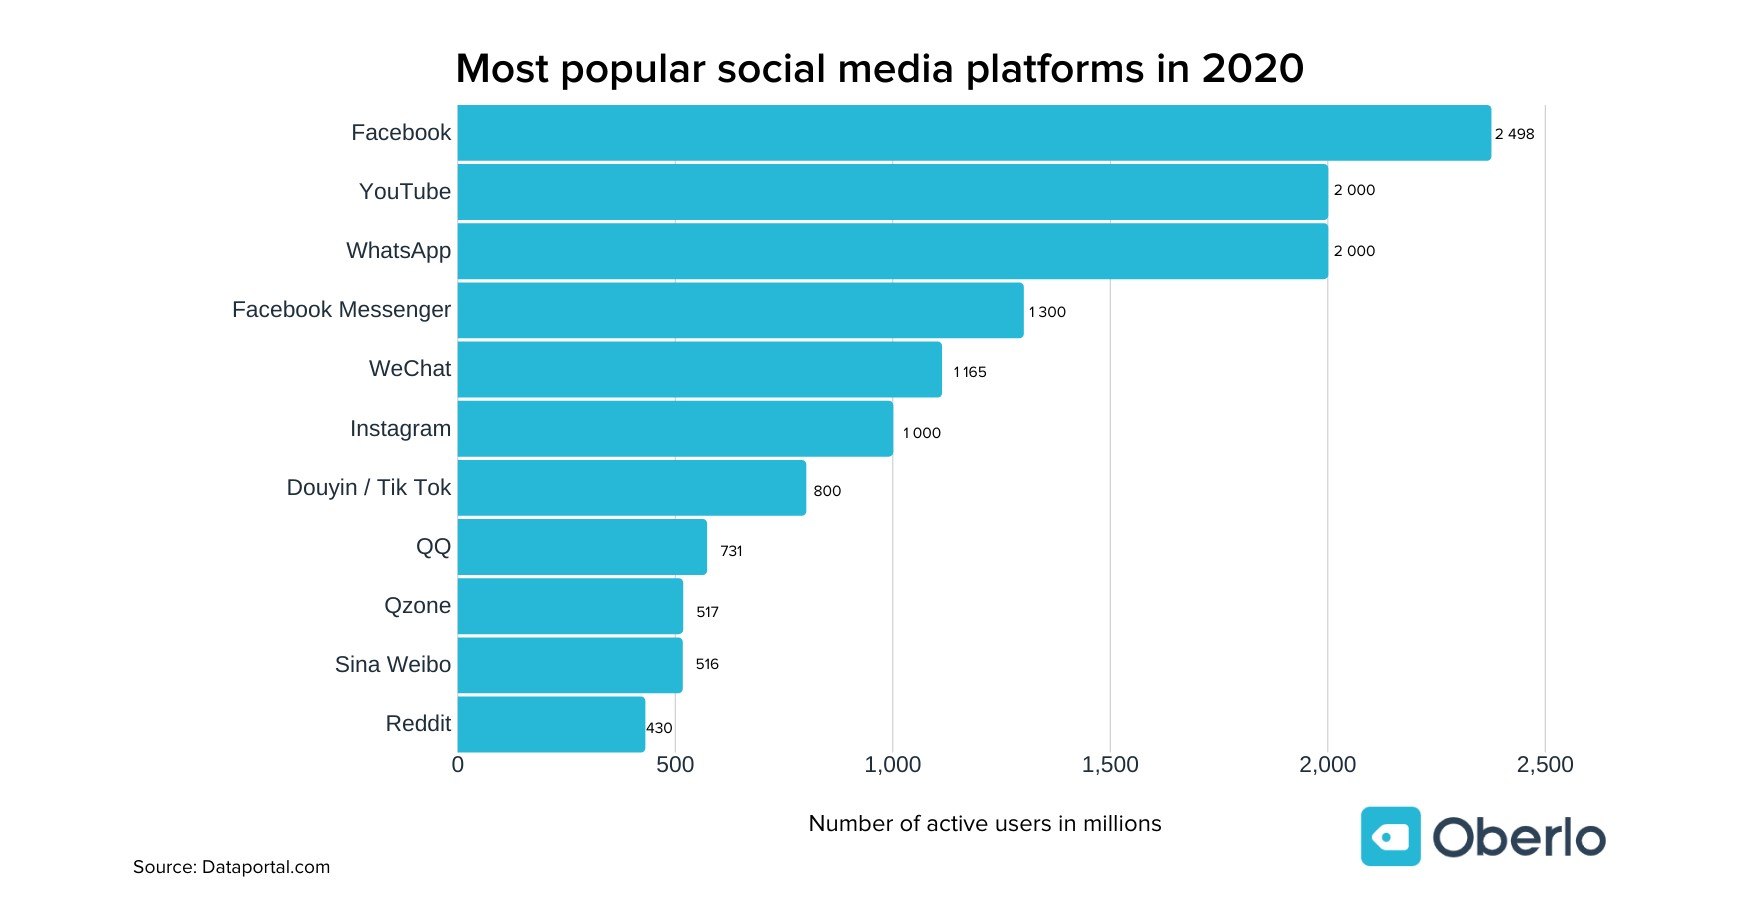 Most popular social media platforms in 2020
Facebook 2 498
YouTube 2 000
WhatsApp 2 000
Facebook Messenger 1 300
WeChat 1 165
Instagram 1 000
Douyin / Tik Tok 800
QQ 731
Qzone 517
Sina Weibo 516
Reddit 430
0 500 1,000 1,500 2,000 2,500
Number of active users in millions
Oberlo
Source: Dataportal.com